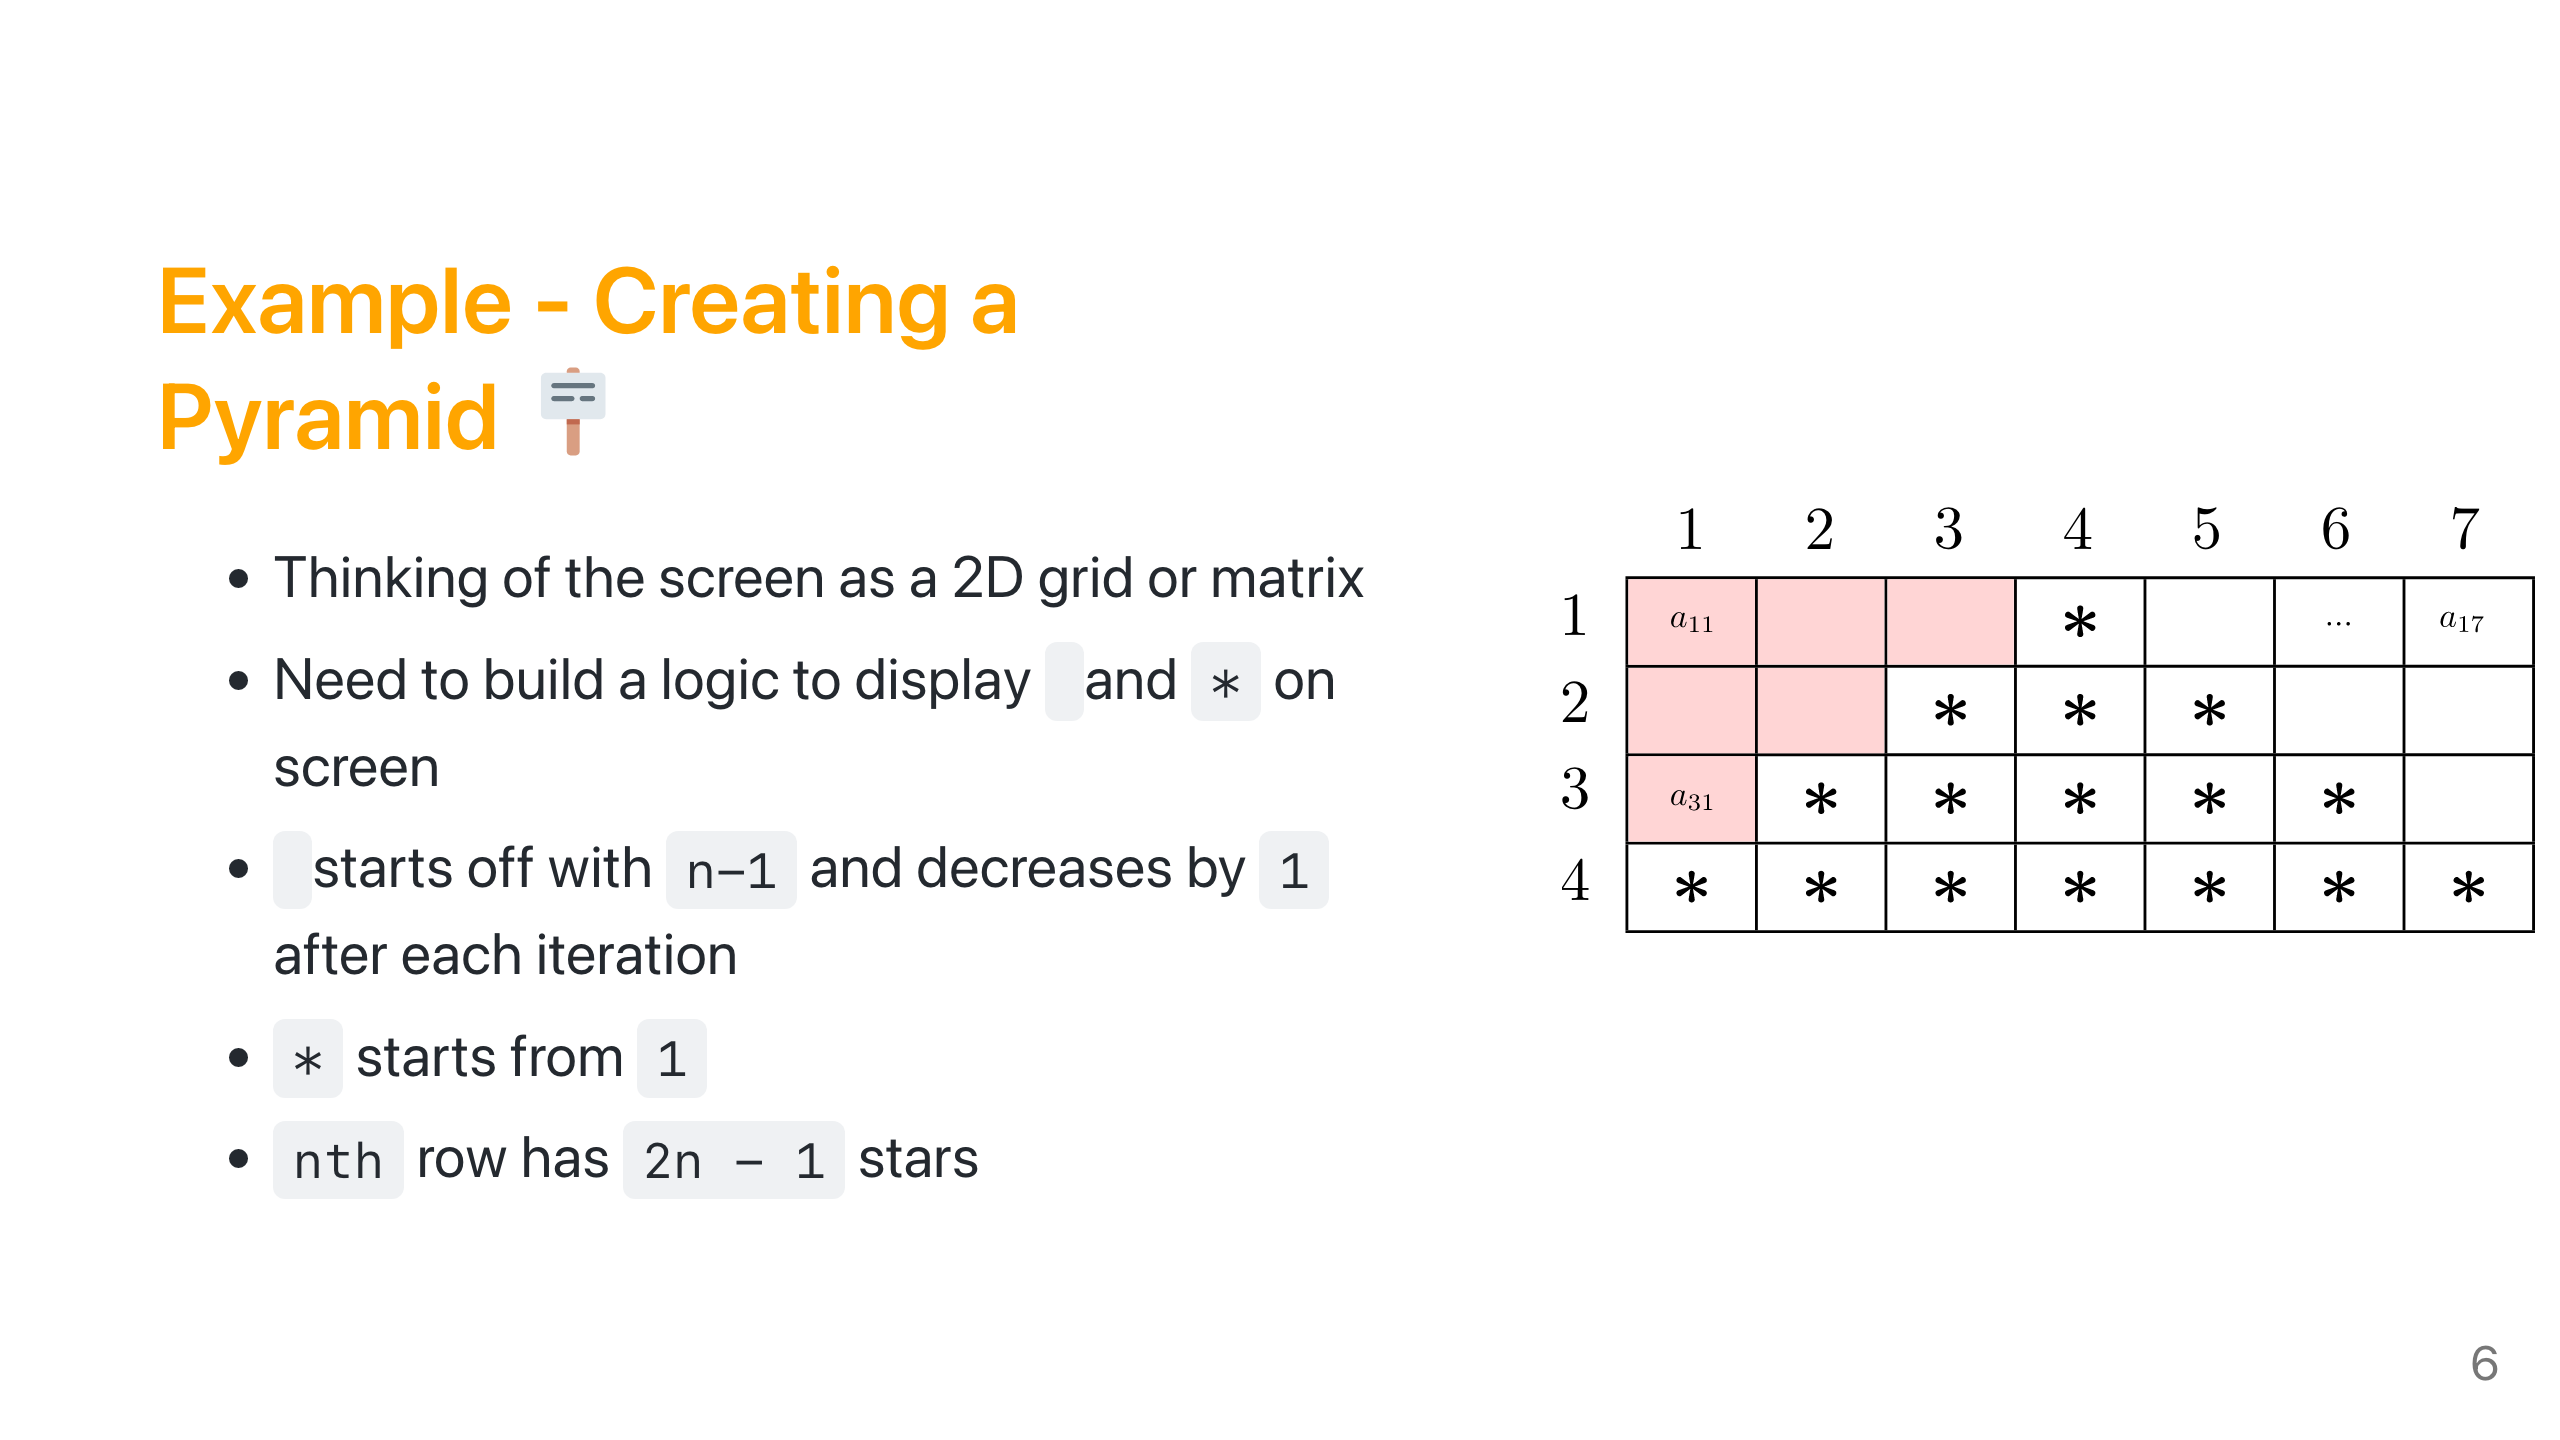 Example - Creating a
Pyramid
• Thinking of the screen as a 2D grid or matrix
• Need to build a logic to display and * on
screen
• starts off with n-1 and decreases by 1
after each iteration
• * starts from 1
• nth row has 2n - 1 stars
1 2 3 4 5 6 7
1 a11 * ... a17
2 * * *
3 a31 * * * * *
4 * * * * * * *
6